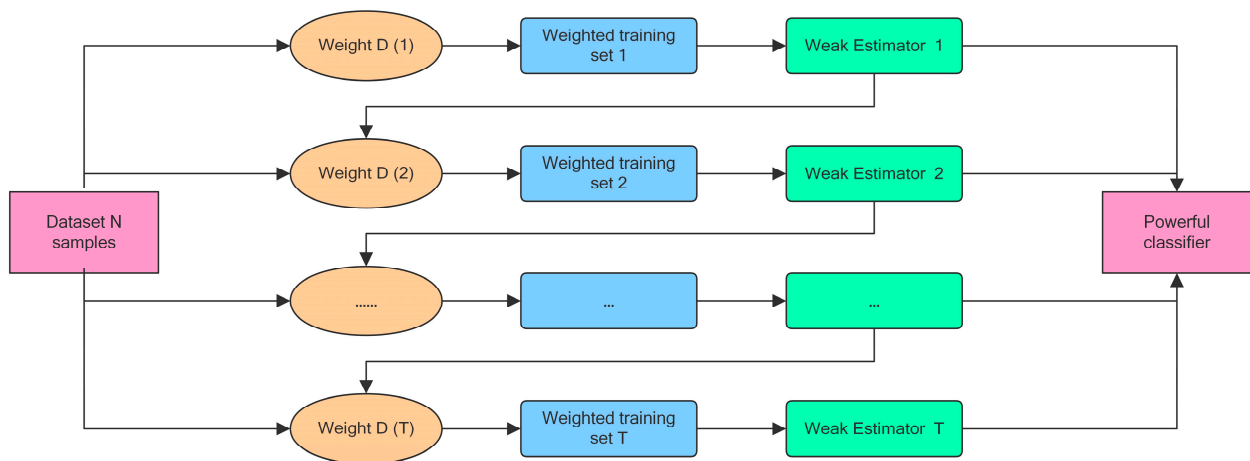 Weight D (1)
Weighted training
set 1
Weak Estimator 1
Weight D (2)
Weighted training
set 2
Weak Estimator 2
Dataset N
samples
Powerful
classifier
......
...
...
Weight D (T)
Weighted training
set T
Weak Estimator T